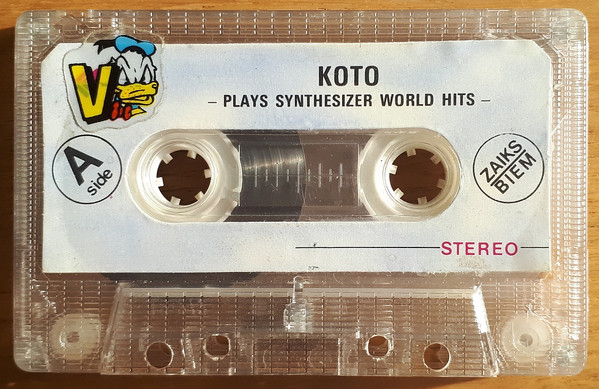 V
KOTO
– PLAYS SYNTHESIZER WORLD HITS –
A
side
ZAIKS
BIEM
STEREO